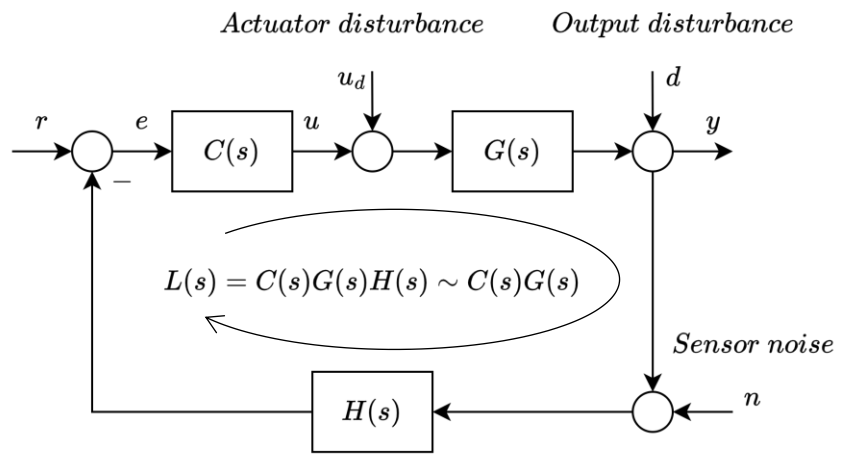 Actuator disturbance
Output disturbance
u_d
d
r
e
C(s)
u
G(s)
y
−
L(s) = C(s)G(s)H(s) ∼ C(s)G(s)
Sensor noise
H(s)
n